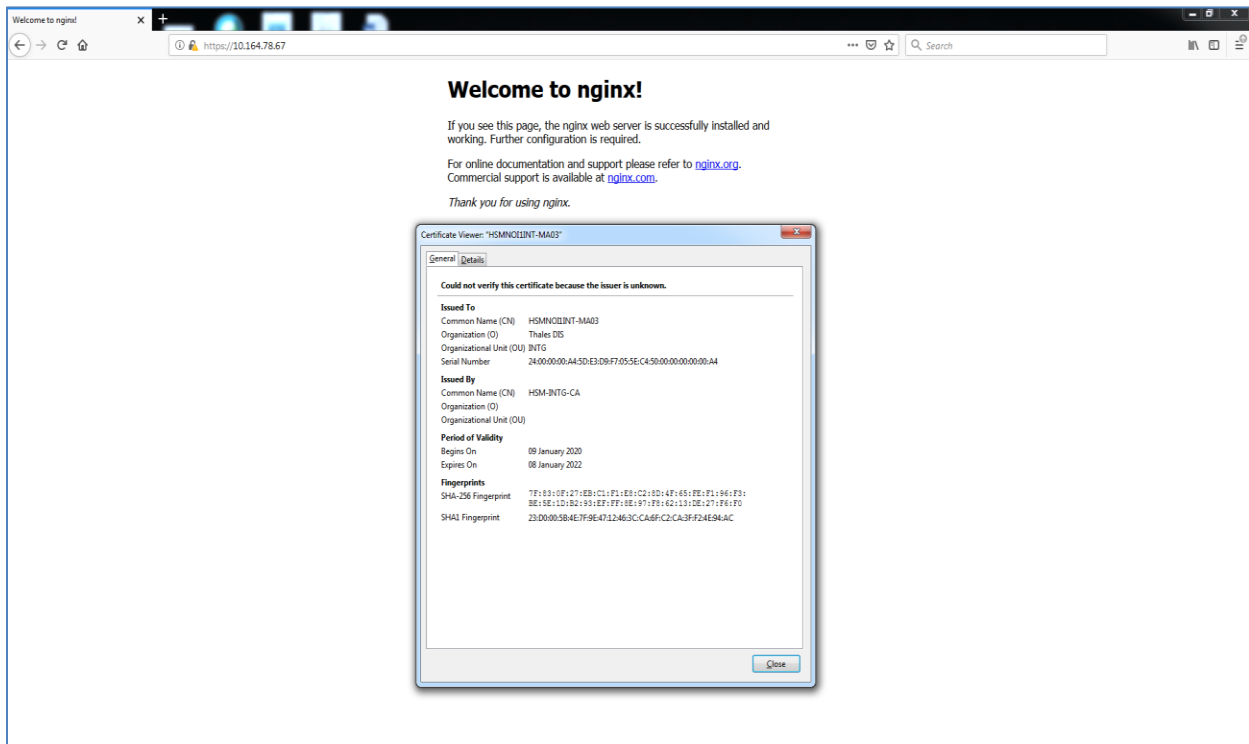 Welcome to nginx!
https://10.164.78.67
Search
Welcome to nginx!
If you see this page, the nginx web server is successfully installed and
working. Further configuration is required.
For online documentation and support please refer to nginx.org.
Commercial support is available at nginx.com.
Thank you for using nginx.
Certificate Viewer: "HSMNOI1INT-MA03"
General Details
Could not verify this certificate because the issuer is unknown.
Issued To
Common Name (CN) HSMNOI1INT-MA03
Organization (O) Thales DIS
Organizational Unit (OU) INTG
Serial Number 24:00:00:00:A4:5D:E3:D9:F7:05:5E:C4:50:00:00:00:00:00:A4
Issued By
Common Name (CN) HSM-INTG-CA
Organization (O)
Organizational Unit (OU)
Period of Validity
Begins On 09 January 2020
Expires On 08 January 2022
Fingerprints
SHA-256 Fingerprint 7F:83:0F:27:EB:C1:F1:E8:C2:8D:4F:65:FE:F1:96:F3:
BE:5E:1D:B2:93:EF:FF:8E:97:F8:62:13:DE:27:F6:F0
SHA1 Fingerprint 23:D0:00:5B:4E:7F:9E:47:12:46:3C:CA:6F:C2:CA:3F:F2:4E:94:AC
Close